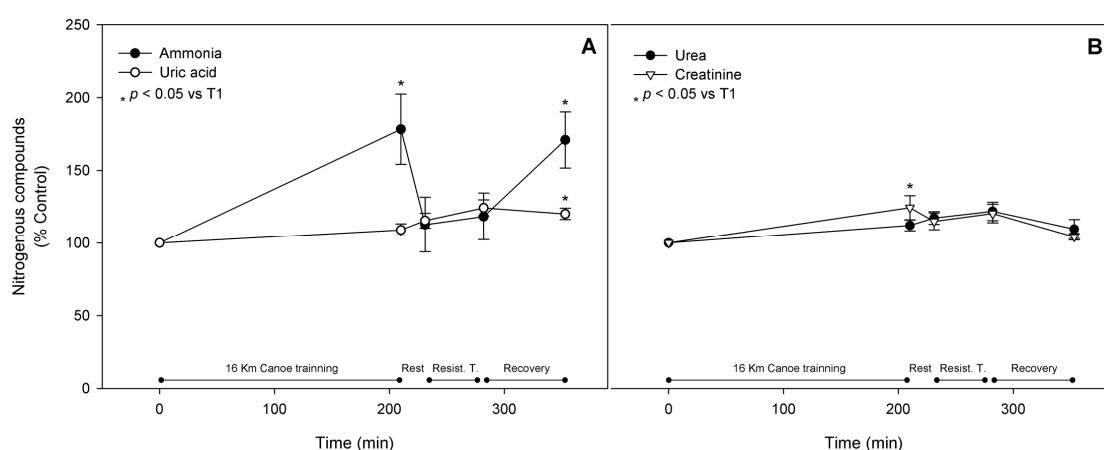 Nitrogenous compounds
(% Control)
250
200
150
100
50
0
A
Ammonia
Uric acid
* p < 0.05 vs T1
*
*
*
16 Km Canoe trainning
Rest
Resist. T.
Recovery
0
100
200
300
Time (min)
B
Urea
Creatinine
* p < 0.05 vs T1
*
16 Km Canoe trainning
Rest
Resist. T.
Recovery
0
100
200
300
Time (min)